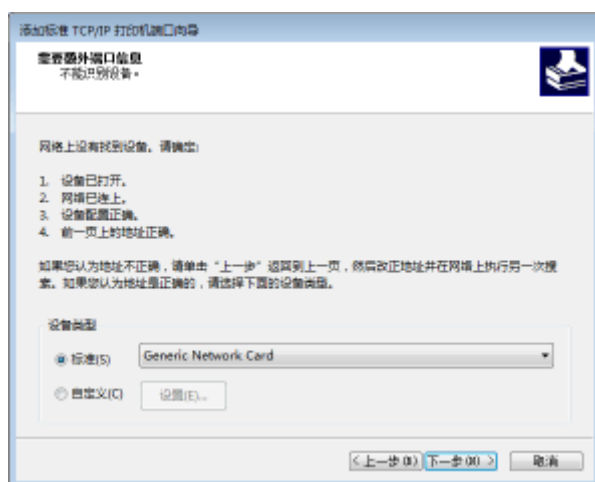 添加标准 TCP/IP 打印机端口向导
需要额外端口信息
不能识别设备。
网络上没有找到设备。请确定:
1. 设备已打开。
2. 网络已连上。
3. 设备配置正确。
4. 前一页上的地址正确。
如果您认为地址不正确，请单击“上一步”返回到上一页，然后改正地址并在网络上执行另一次搜
索。如果您认为地址是正确的，请选择下面的设备类型。
设备类型
标准(S) Generic Network Card
自定义(C) 设置(E)...
<上一步(B) 下一步(N) > 取消